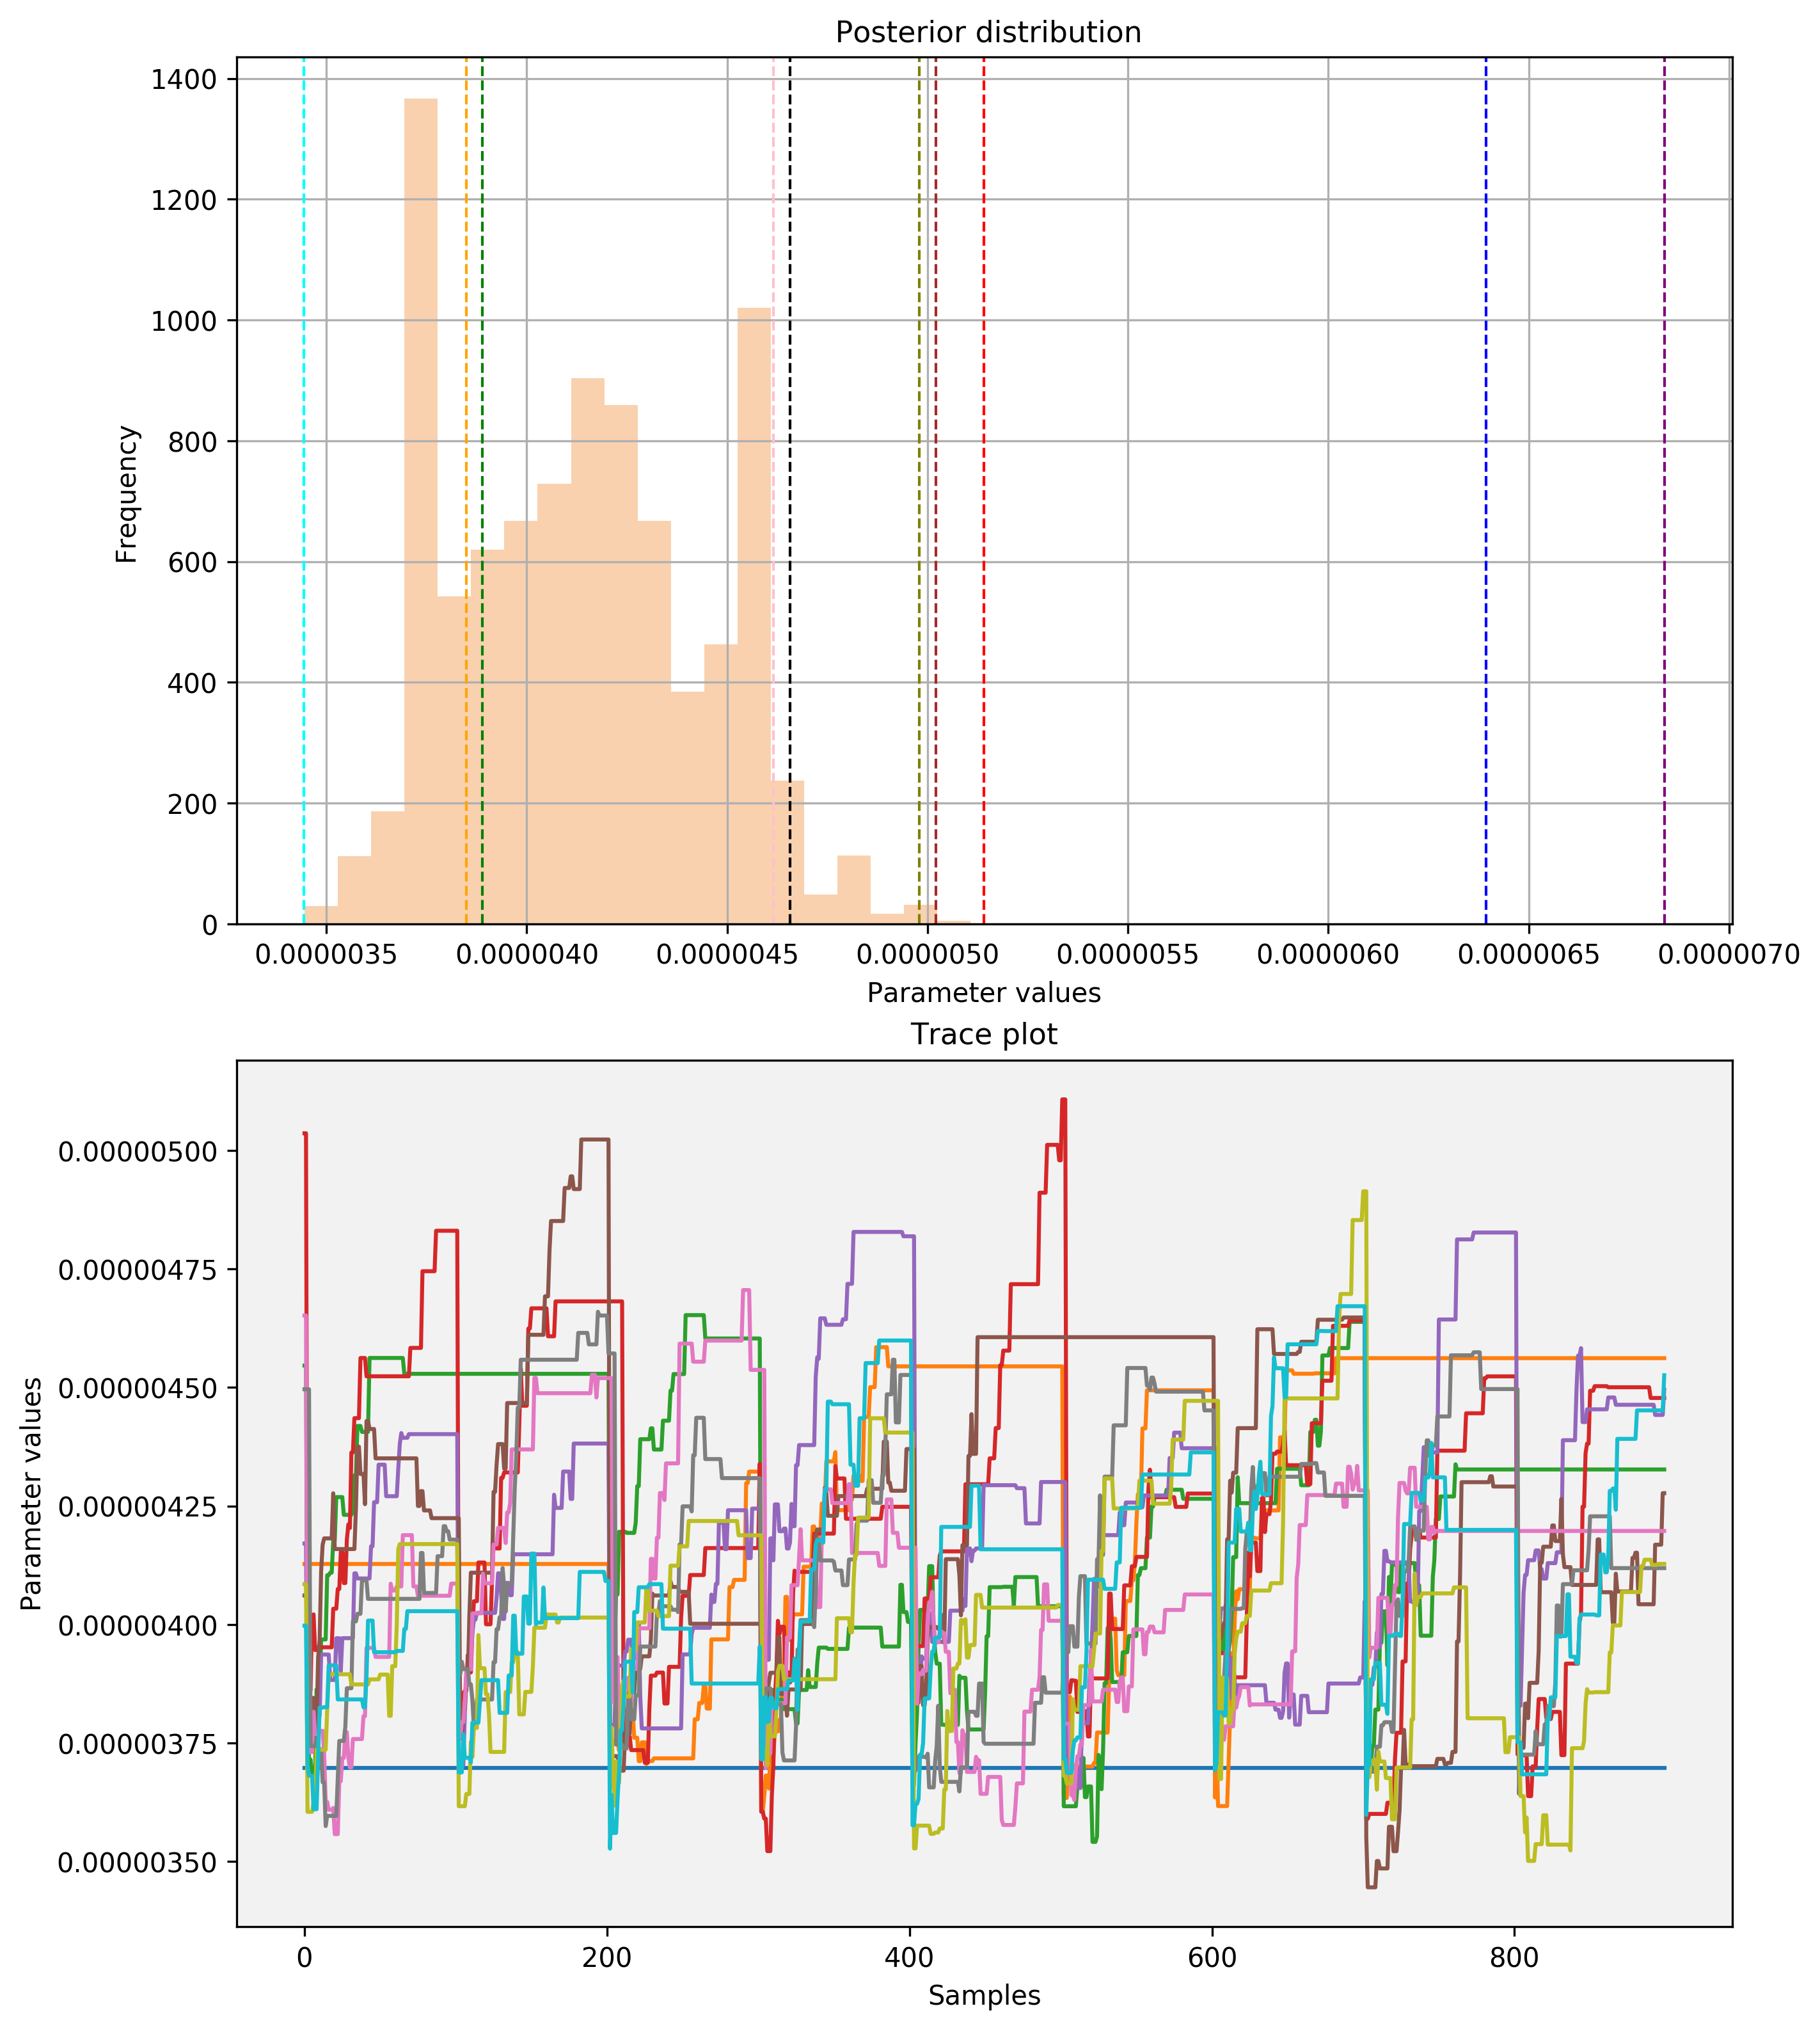 Posterior distribution
1400
1200
1000
800
600
400
200
0
Frequency
0.0000035 0.0000040 0.0000045 0.0000050 0.0000055 0.0000060 0.0000065 0.0000070
Parameter values
Trace plot
0.00000500
0.00000475
0.00000450
0.00000425
0.00000400
0.00000375
0.00000350
Parameter values
0 200 400 600 800
Samples